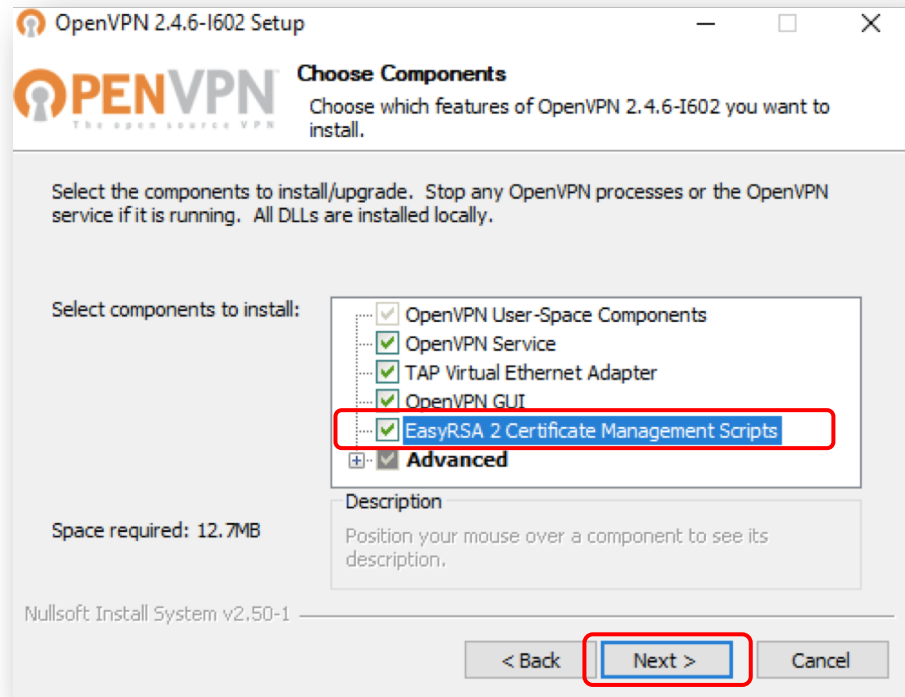 OpenVPN 2.4.6-I602 Setup
OPENVPN
The open source VPN
Choose Components
Choose which features of OpenVPN 2.4.6-I602 you want to
install.
Select the components to install/upgrade. Stop any OpenVPN processes or the OpenVPN
service if it is running. All DLLs are installed locally.
Select components to install:
OpenVPN User-Space Components
OpenVPN Service
TAP Virtual Ethernet Adapter
OpenVPN GUI
EasyRSA 2 Certificate Management Scripts
Advanced
Space required: 12.7MB
Description
Position your mouse over a component to see its
description.
Nullsoft Install System v2.50-1
< Back
Next >
Cancel